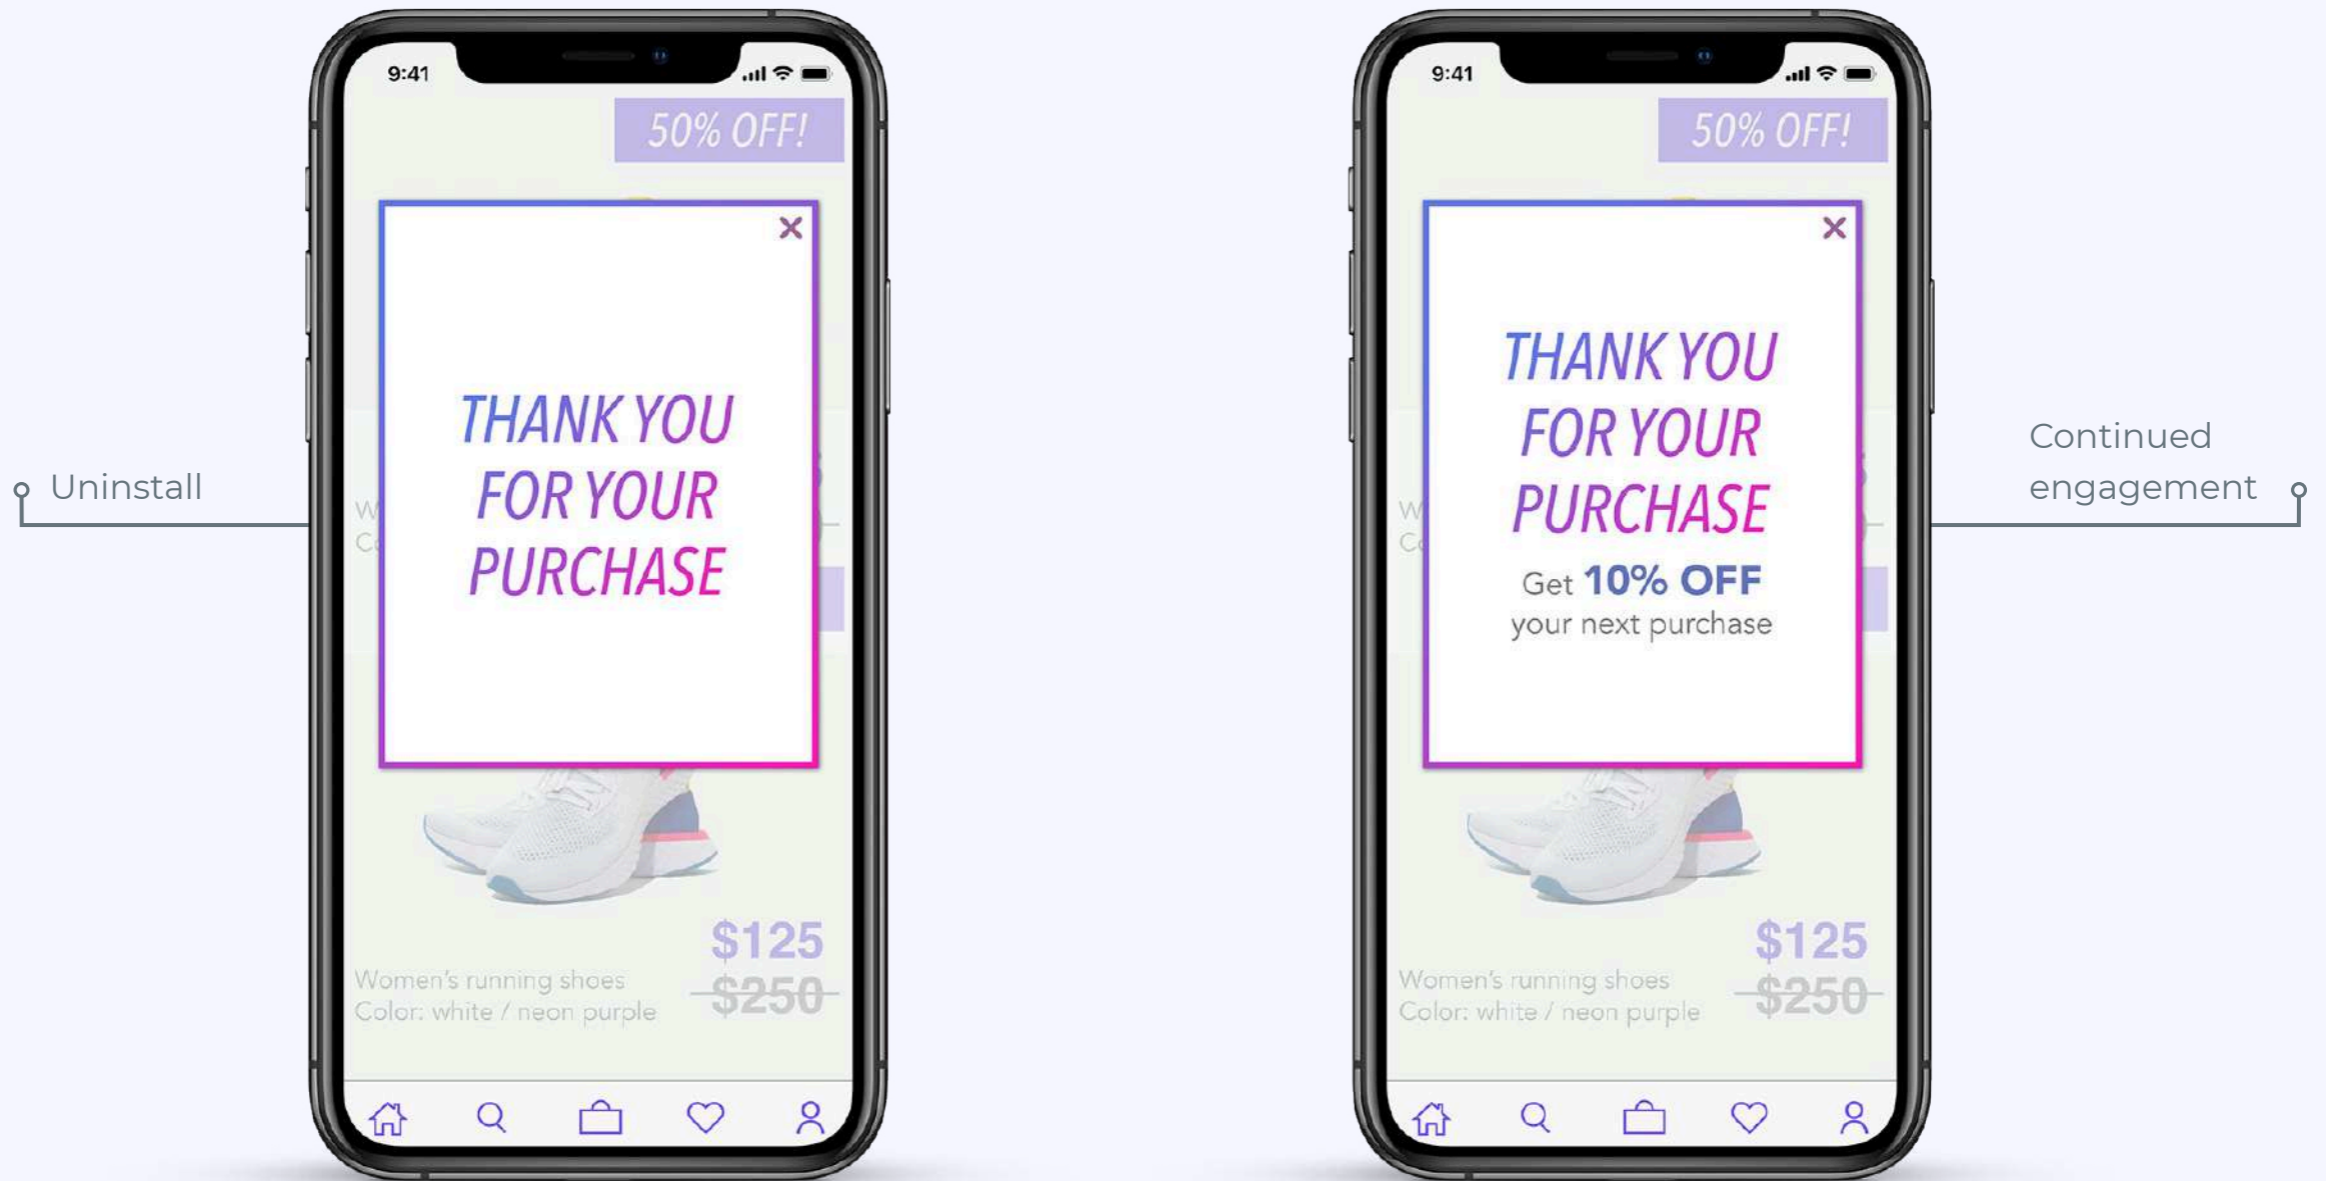 Uninstall
9:41
50% OFF!
THANK YOU
FOR YOUR
PURCHASE
$125
Women's running shoes
$250
Color: white / neon purple
9:41
50% OFF!
THANK YOU
FOR YOUR
PURCHASE
Get 10% OFF
your next purchase
$125
Women's running shoes
$250
Color: white / neon purple
Continued
engagement